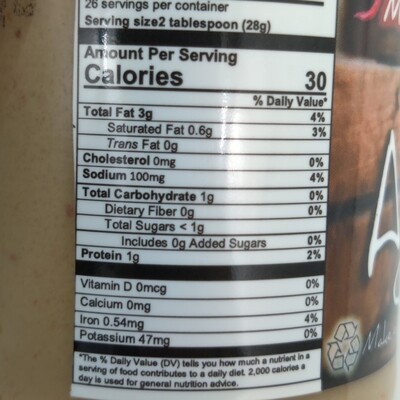 26 servings per container
Serving size2 tablespoon (28g)
Amount Per Serving
Calories 30
% Daily Value*
Total Fat 3g 4%
Saturated Fat 0.6g 3%
Trans Fat 0g
Cholesterol 0mg 0%
Sodium 100mg 4%
Total Carbohydrate 1g 0%
Dietary Fiber 0g 0%
Total Sugars < 1g
Includes 0g Added Sugars 0%
Protein 1g 2%
Vitamin D 0mcg 0%
Calcium 0mg 0%
Iron 0.54mg 4%
Potassium 47mg 0%
*The % Daily Value (DV) tells you how much a nutrient in a
serving of food contributes to a daily diet. 2,000 calories a
day is used for general nutrition advice.
Made